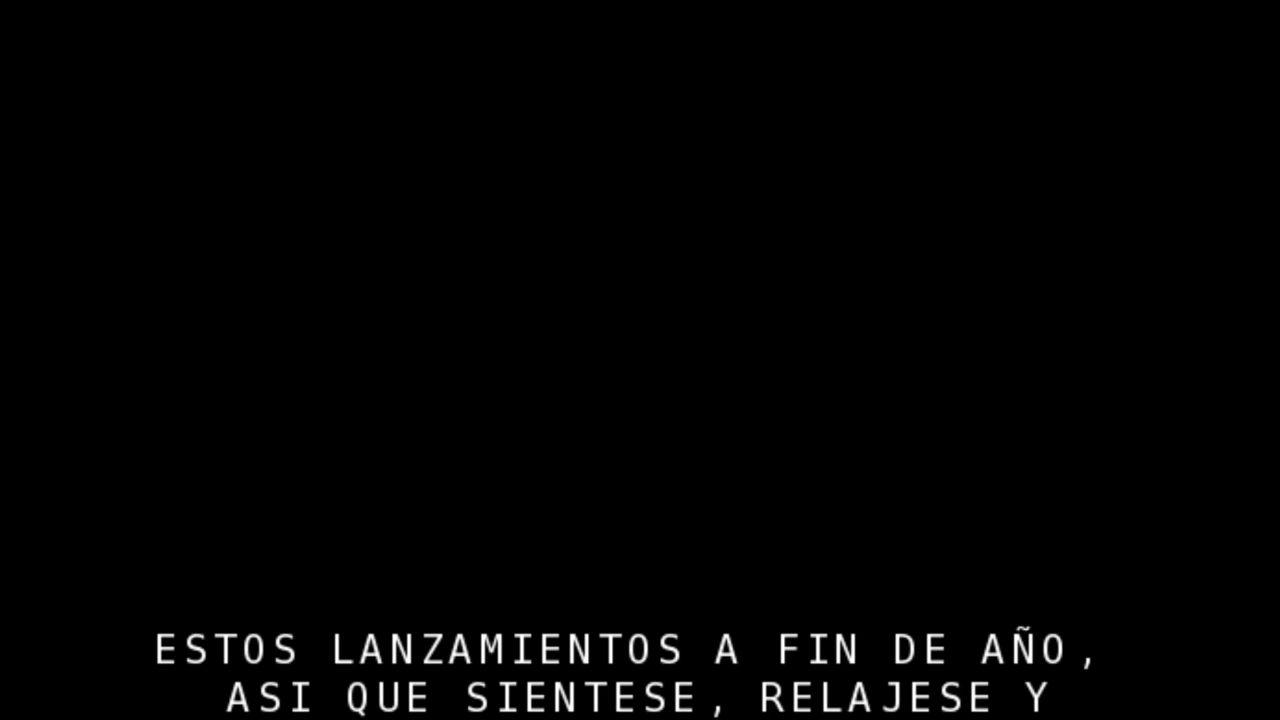 ESTOS LANZAMIENTOS A FIN DE AÑO,
ASI QUE SIENTESE, RELAJESE Y